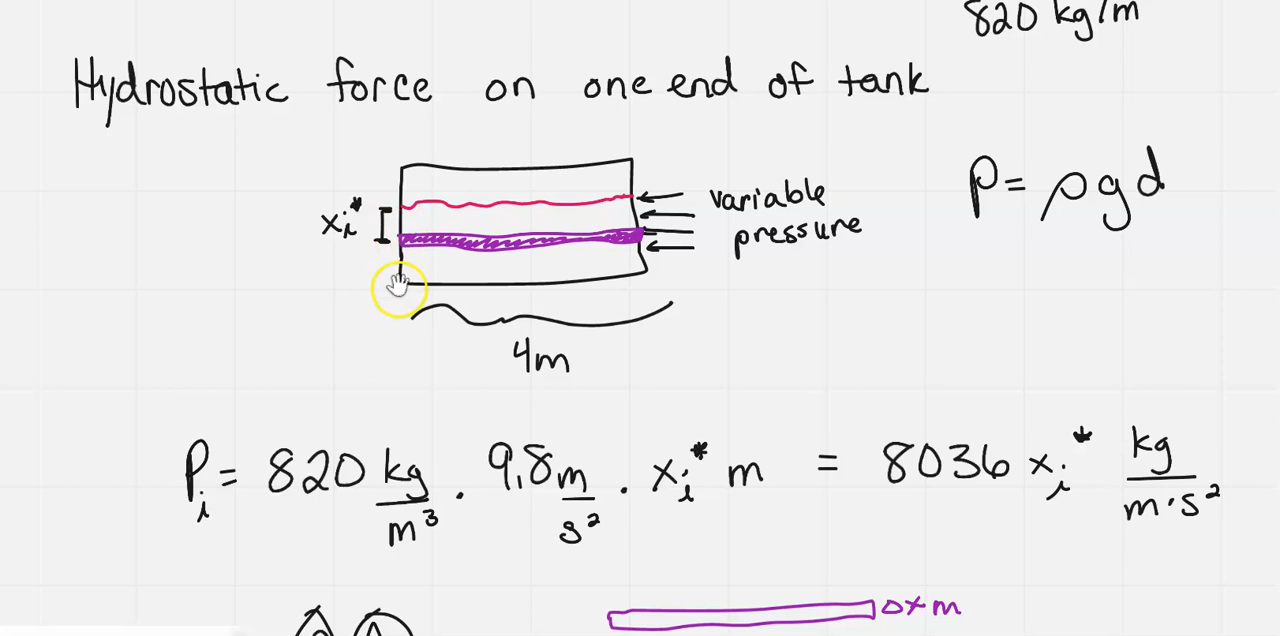 820 kg/m
Hydrostatic force on one end of tank
P = ρgd
variable
pressure
xᵢ*
4m
Pᵢ = 820 kg/m³ · 9.8 m/s² · xᵢ* m = 8036 xᵢ* kg/m·s²
Δx m